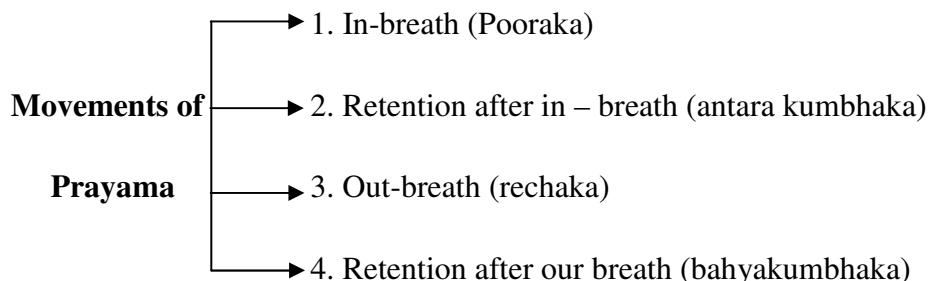 1. In-breath (Pooraka)
Movements of
2. Retention after in – breath (antara kumbhaka)
Prayama
3. Out-breath (rechaka)
4. Retention after our breath (bahyakumbhaka)